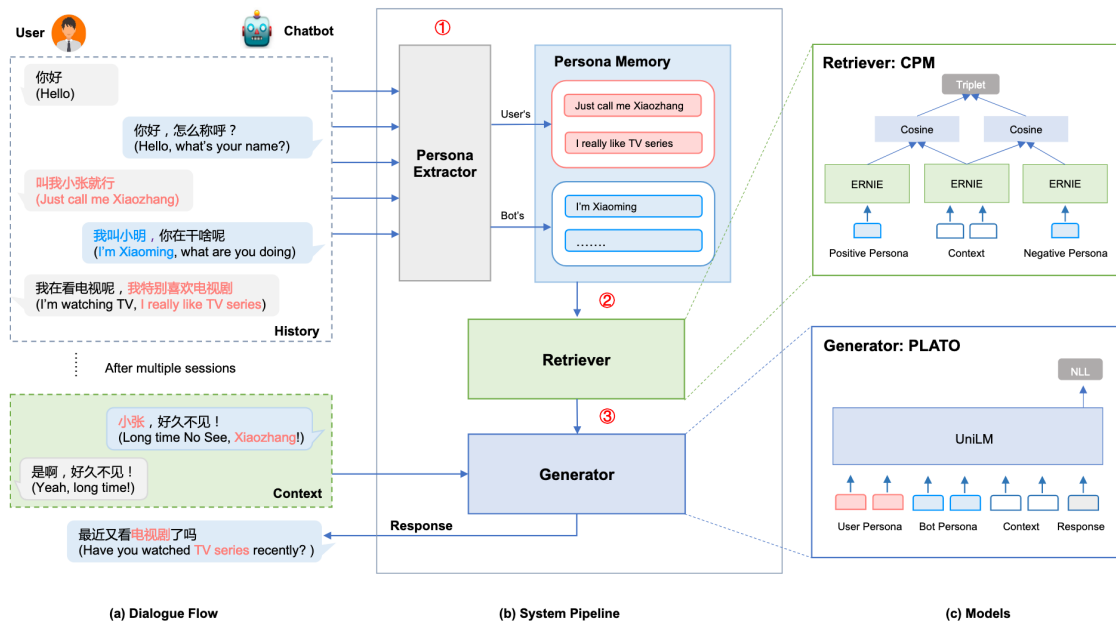 User
Chatbot
你好
(Hello)
你好，怎么称呼？
(Hello, what's your name?)
叫我小张就行
(Just call me Xiaozhang)
我叫小明，你在干啥呢
(I'm Xiaoming, what are you doing)
我在看电视呢，我特别喜欢电视剧
(I'm watching TV, I really like TV series)
History
After multiple sessions
小张，好久不见！
(Long time No See, Xiaozhang!)
是啊，好久不见！
(Yeah, long time!)
Context
最近又看电视剧了吗
(Have you watched TV series recently? )
Response
(a) Dialogue Flow
①
Persona
Extractor
User's
Bot's
Persona Memory
Just call me Xiaozhang
I really like TV series
I'm Xiaoming
.......
②
Retriever
③
Generator
(b) System Pipeline
Retriever: CPM
Triplet
Cosine
Cosine
ERNIE
ERNIE
ERNIE
Positive Persona
Context
Negative Persona
Generator: PLATO
NLL
UniLM
User Persona
Bot Persona
Context
Response
(c) Models